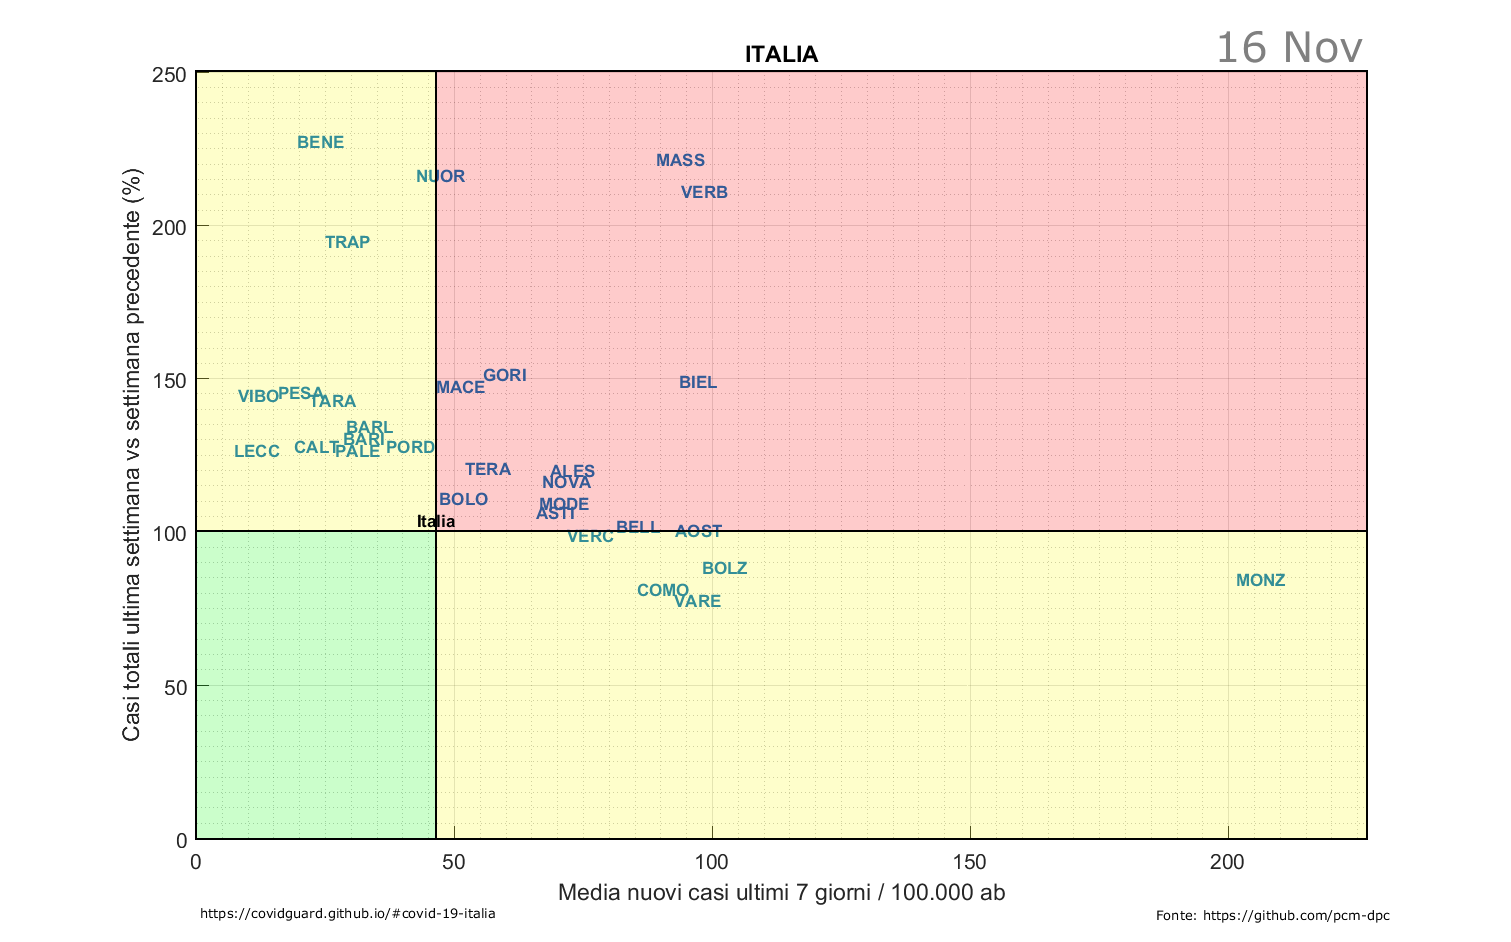 ITALIA
16 Nov
250
BENE
MASS
NUOR
VERB
200
TRAP
GORI
150
BIEL
MACE
VIBO
PESA
TARA
BARL
BARI
LECC
CALT
PALE
PORD
TERA
ALES
NOVA
BOLO
MODE
ASTI
Italia
100
BELL
AOST
VERC
BOLZ
MONZ
COMO
VARE
50
0
Casi totali ultima settimana vs settimana precedente (%)
0 50 100 150 200
Media nuovi casi ultimi 7 giorni / 100.000 ab
https://covidguard.github.io/#covid-19-italia
Fonte: https://github.com/pcm-dpc